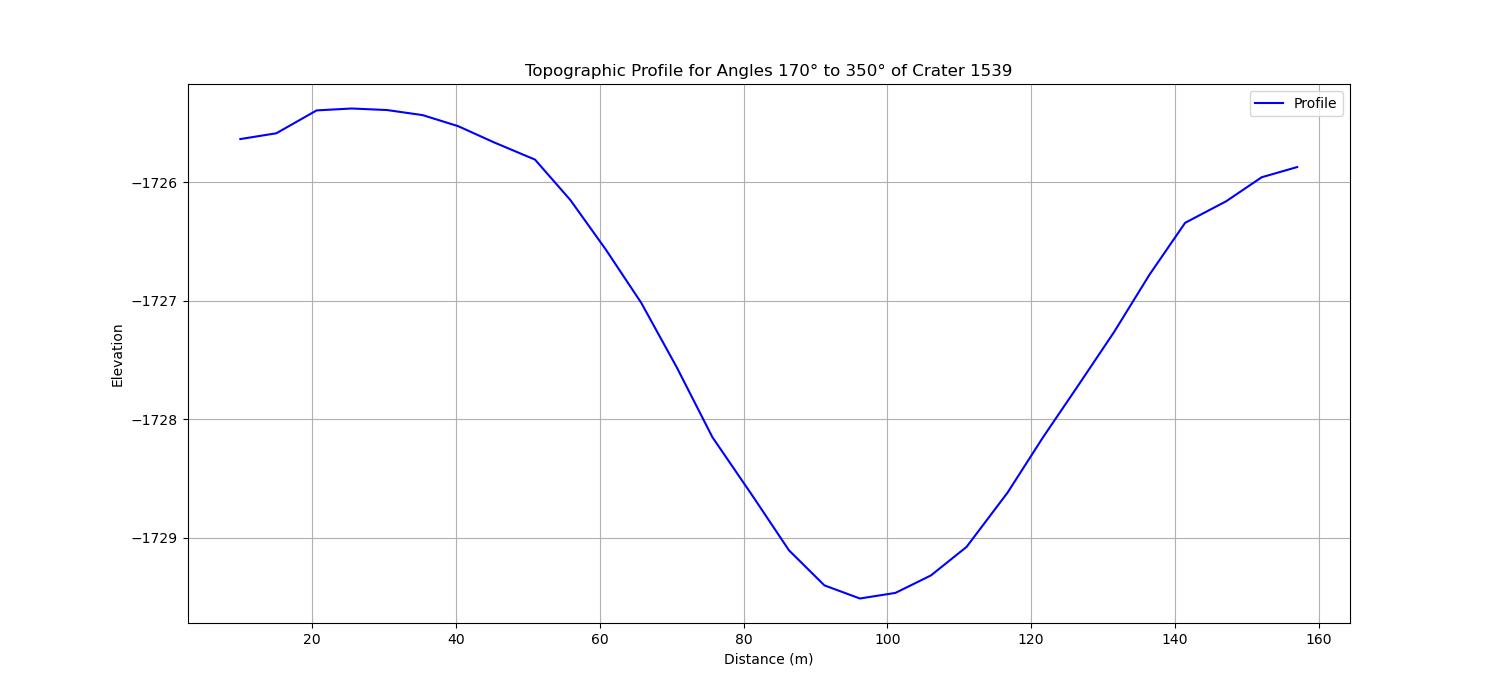 Topographic Profile for Angles 170° to 350° of Crater 1539
Profile
−1726
−1727
−1728
−1729
Elevation
20 40 60 80 100 120 140 160
Distance (m)